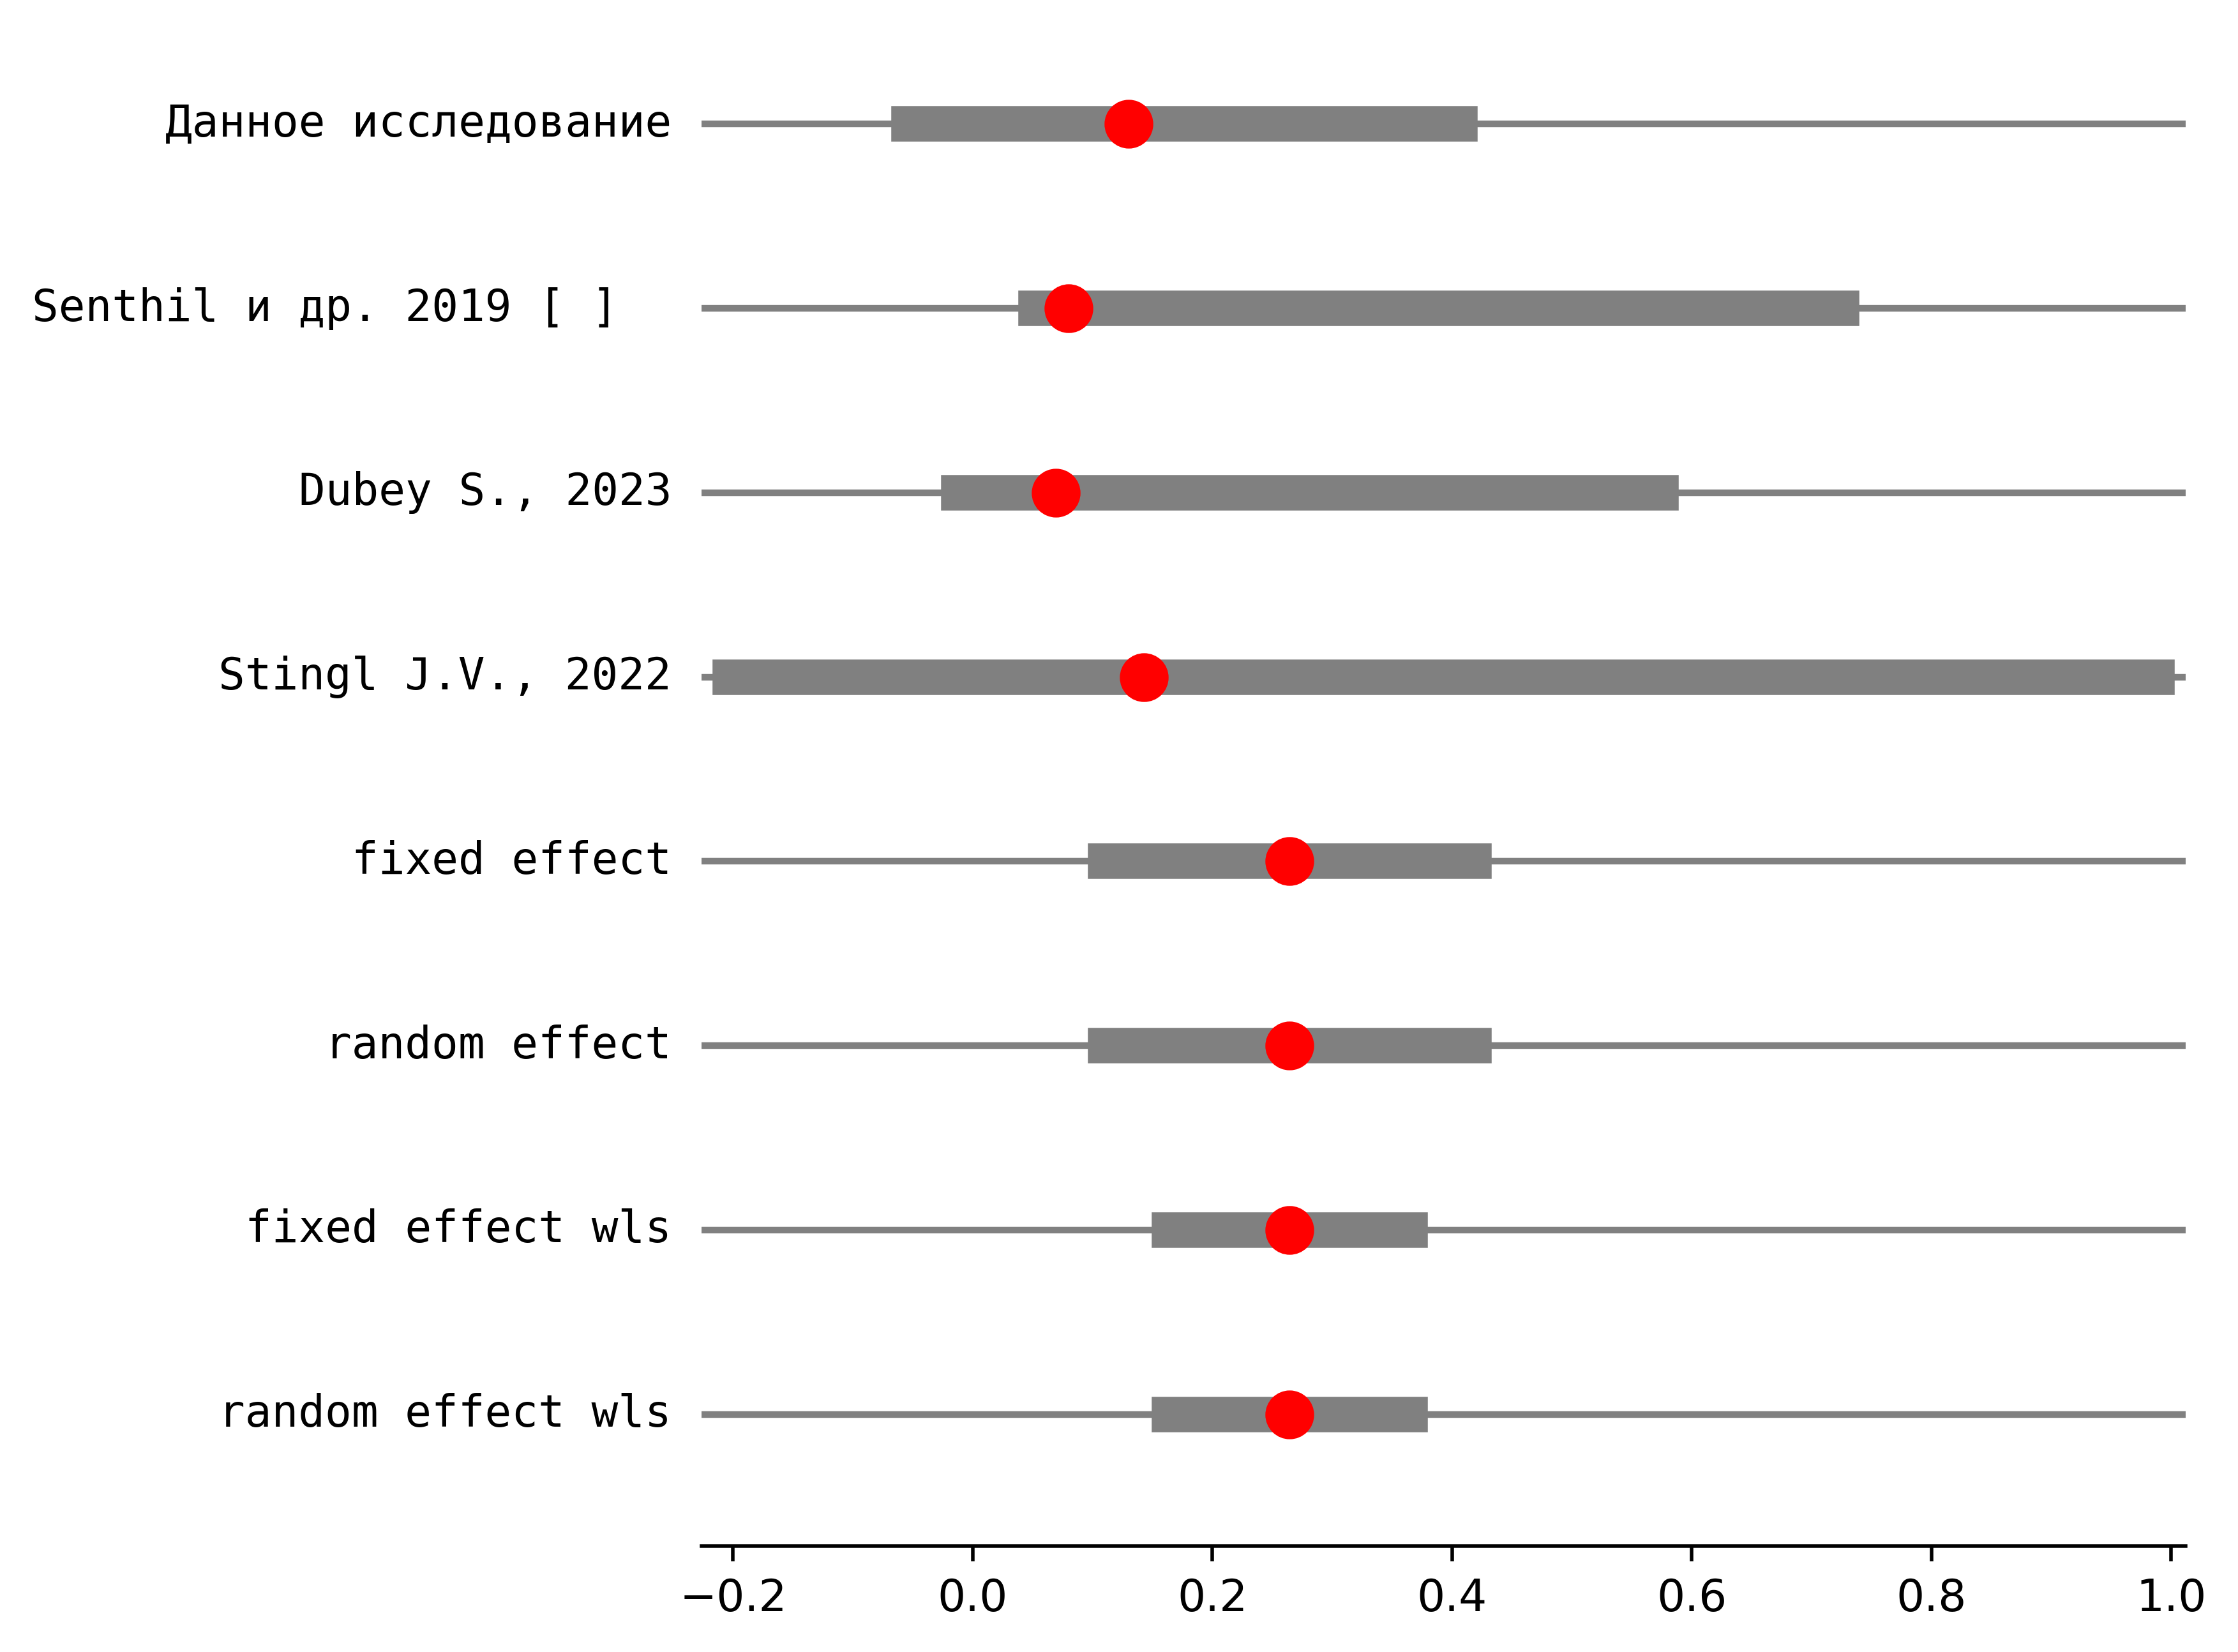 Данное исследование
Senthil и др. 2019 [ ]
Dubey S., 2023
Stingl J.V., 2022
fixed effect
random effect
fixed effect wls
random effect wls
−0.2 0.0 0.2 0.4 0.6 0.8 1.0